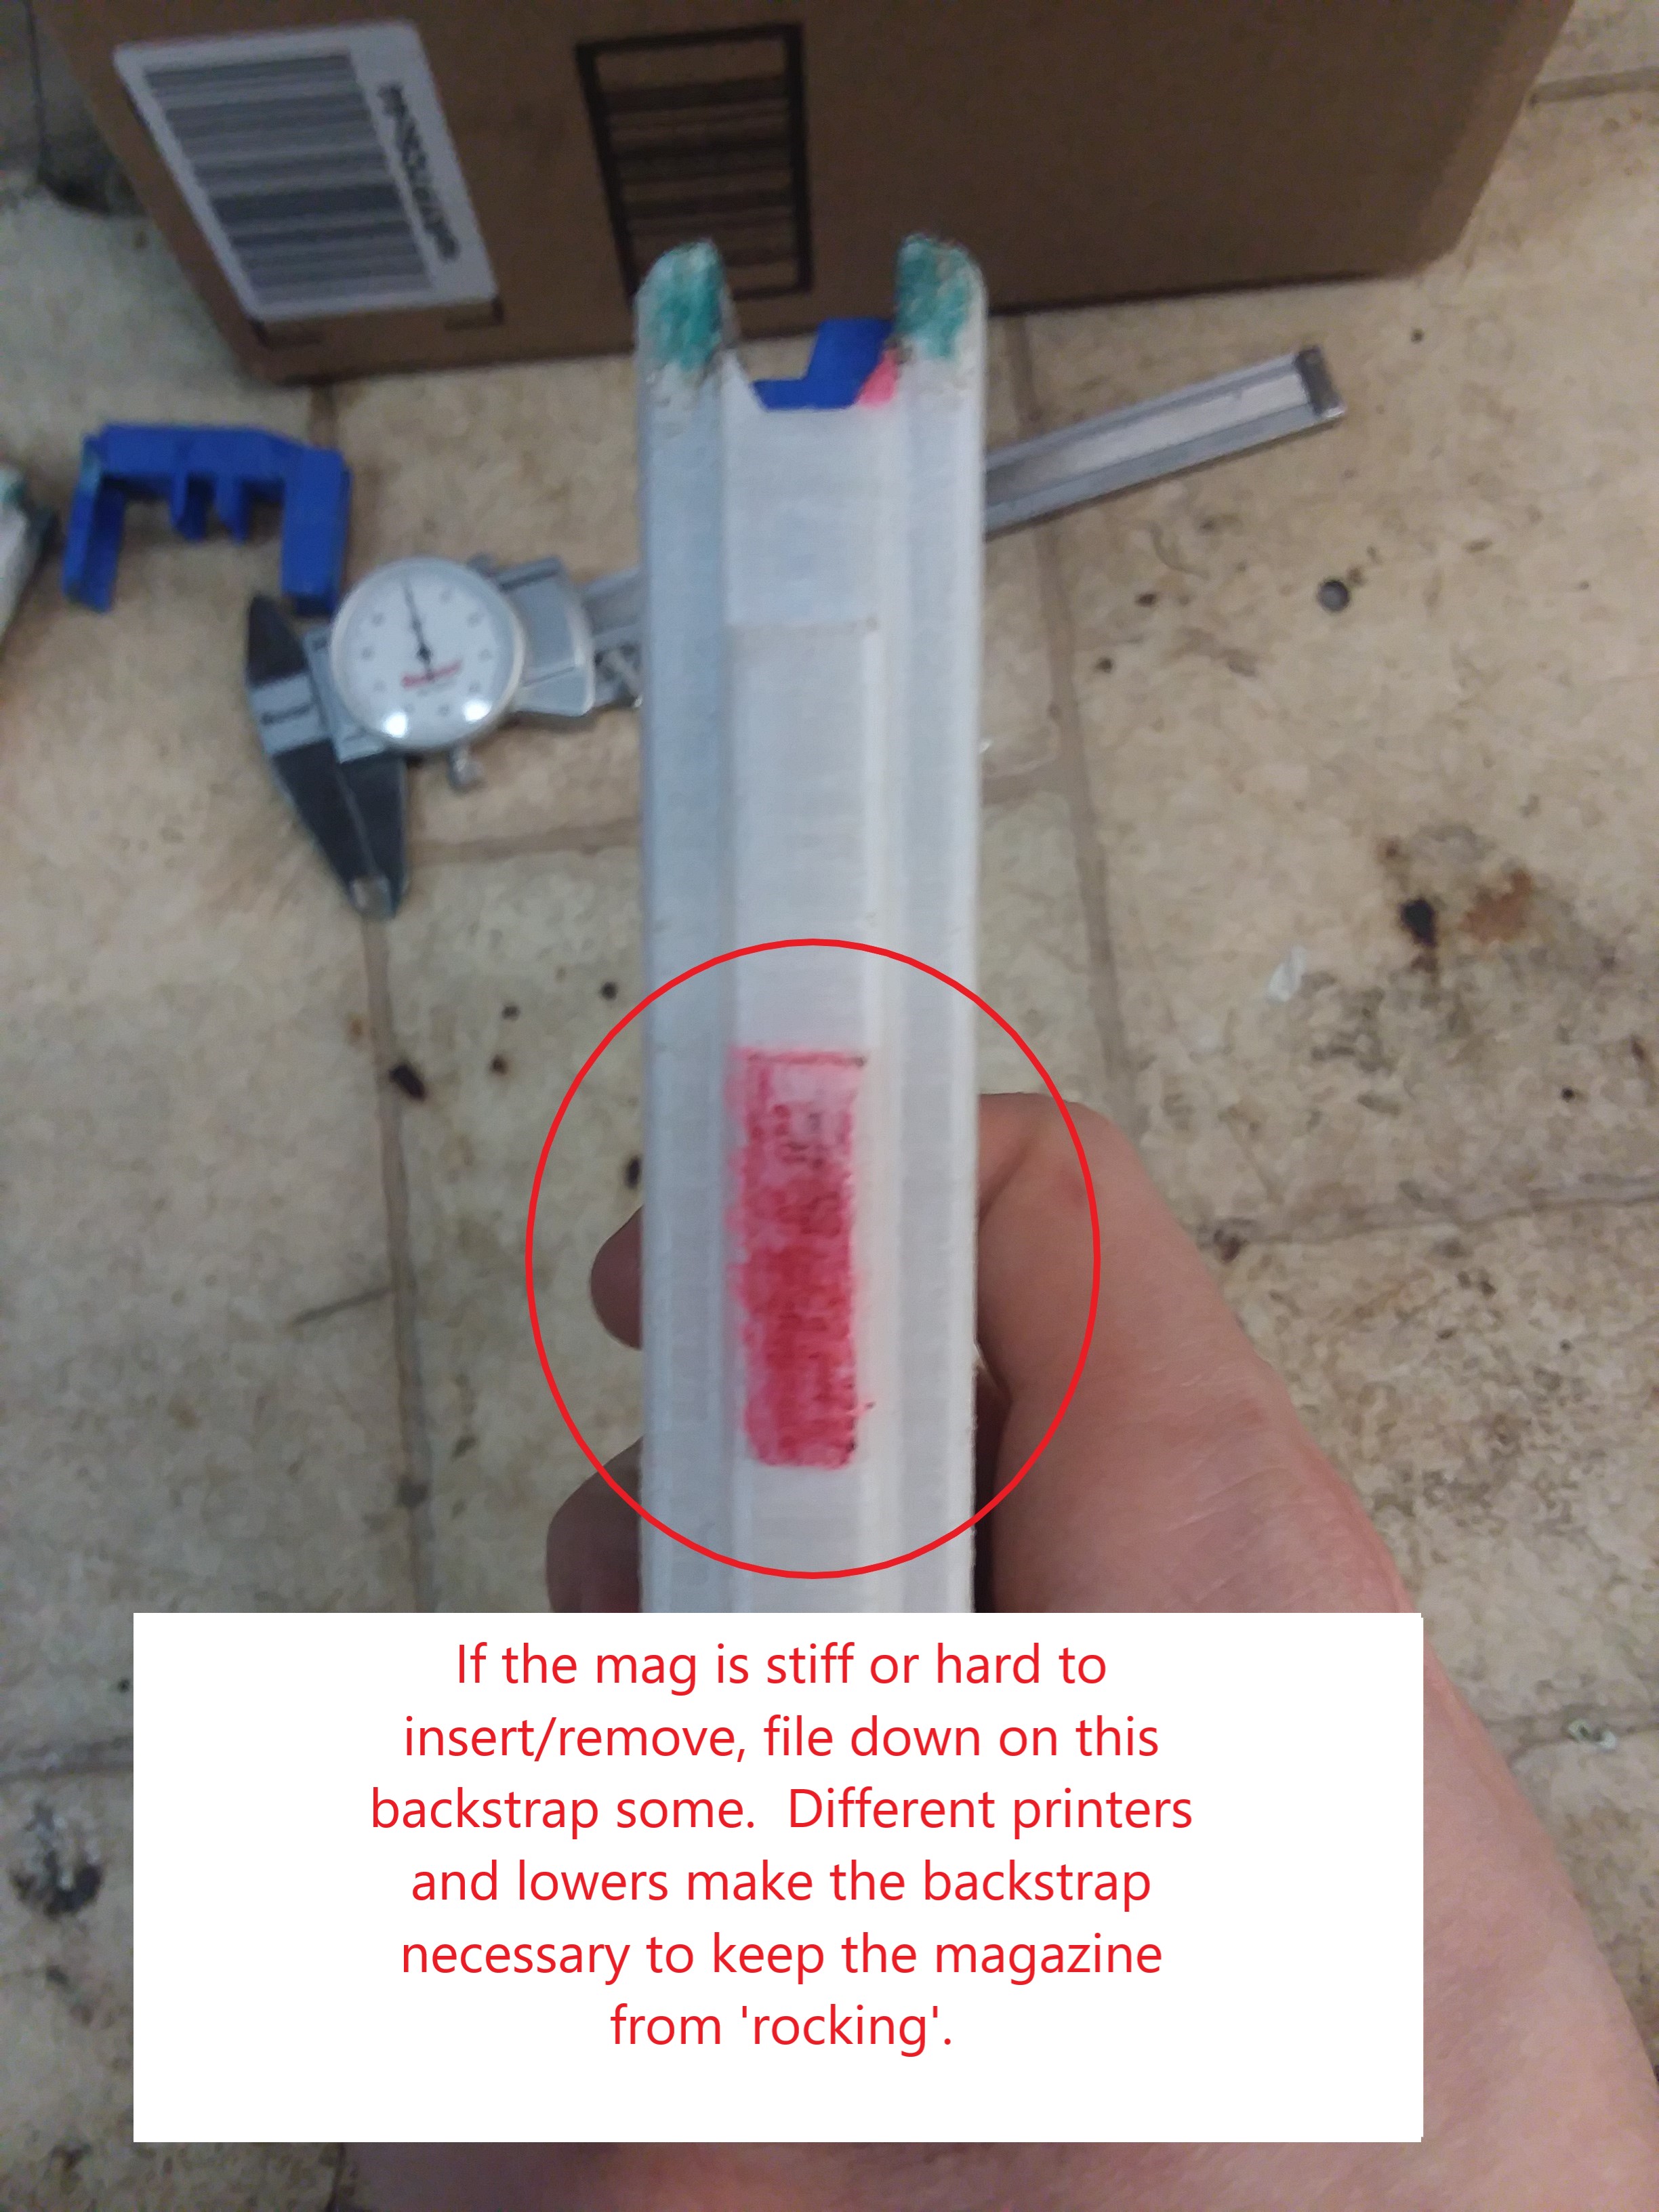 If the mag is stiff or hard to
insert/remove, file down on this
backstrap some.  Different printers
and lowers make the backstrap
necessary to keep the magazine
from 'rocking'.